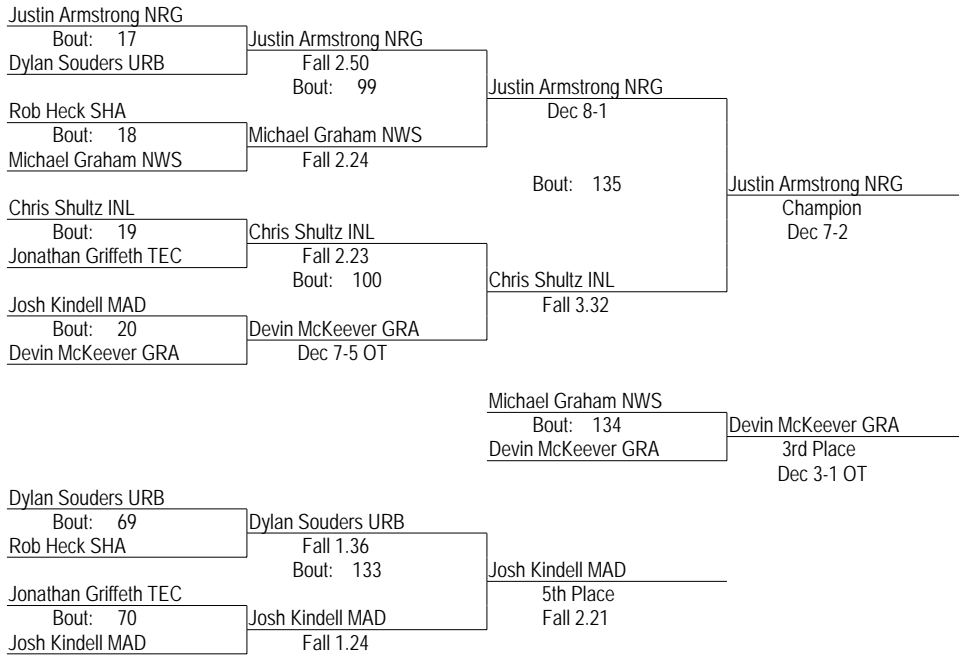 Justin Armstrong NRG
Bout: 17
Dylan Souders URB
Justin Armstrong NRG
Fall 2.50
Bout: 99
Rob Heck SHA
Bout: 18
Michael Graham NWS
Michael Graham NWS
Fall 2.24
Justin Armstrong NRG
Dec 8-1
Bout: 135
Chris Shultz INL
Bout: 19
Jonathan Griffeth TEC
Chris Shultz INL
Fall 2.23
Bout: 100
Josh Kindell MAD
Bout: 20
Devin McKeever GRA
Devin McKeever GRA
Dec 7-5 OT
Chris Shultz INL
Fall 3.32
Justin Armstrong NRG
Champion
Dec 7-2
Michael Graham NWS
Bout: 134
Devin McKeever GRA
Devin McKeever GRA
3rd Place
Dec 3-1 OT
Dylan Souders URB
Bout: 69
Rob Heck SHA
Dylan Souders URB
Fall 1.36
Bout: 133
Jonathan Griffeth TEC
Bout: 70
Josh Kindell MAD
Josh Kindell MAD
Fall 1.24
Josh Kindell MAD
5th Place
Fall 2.21